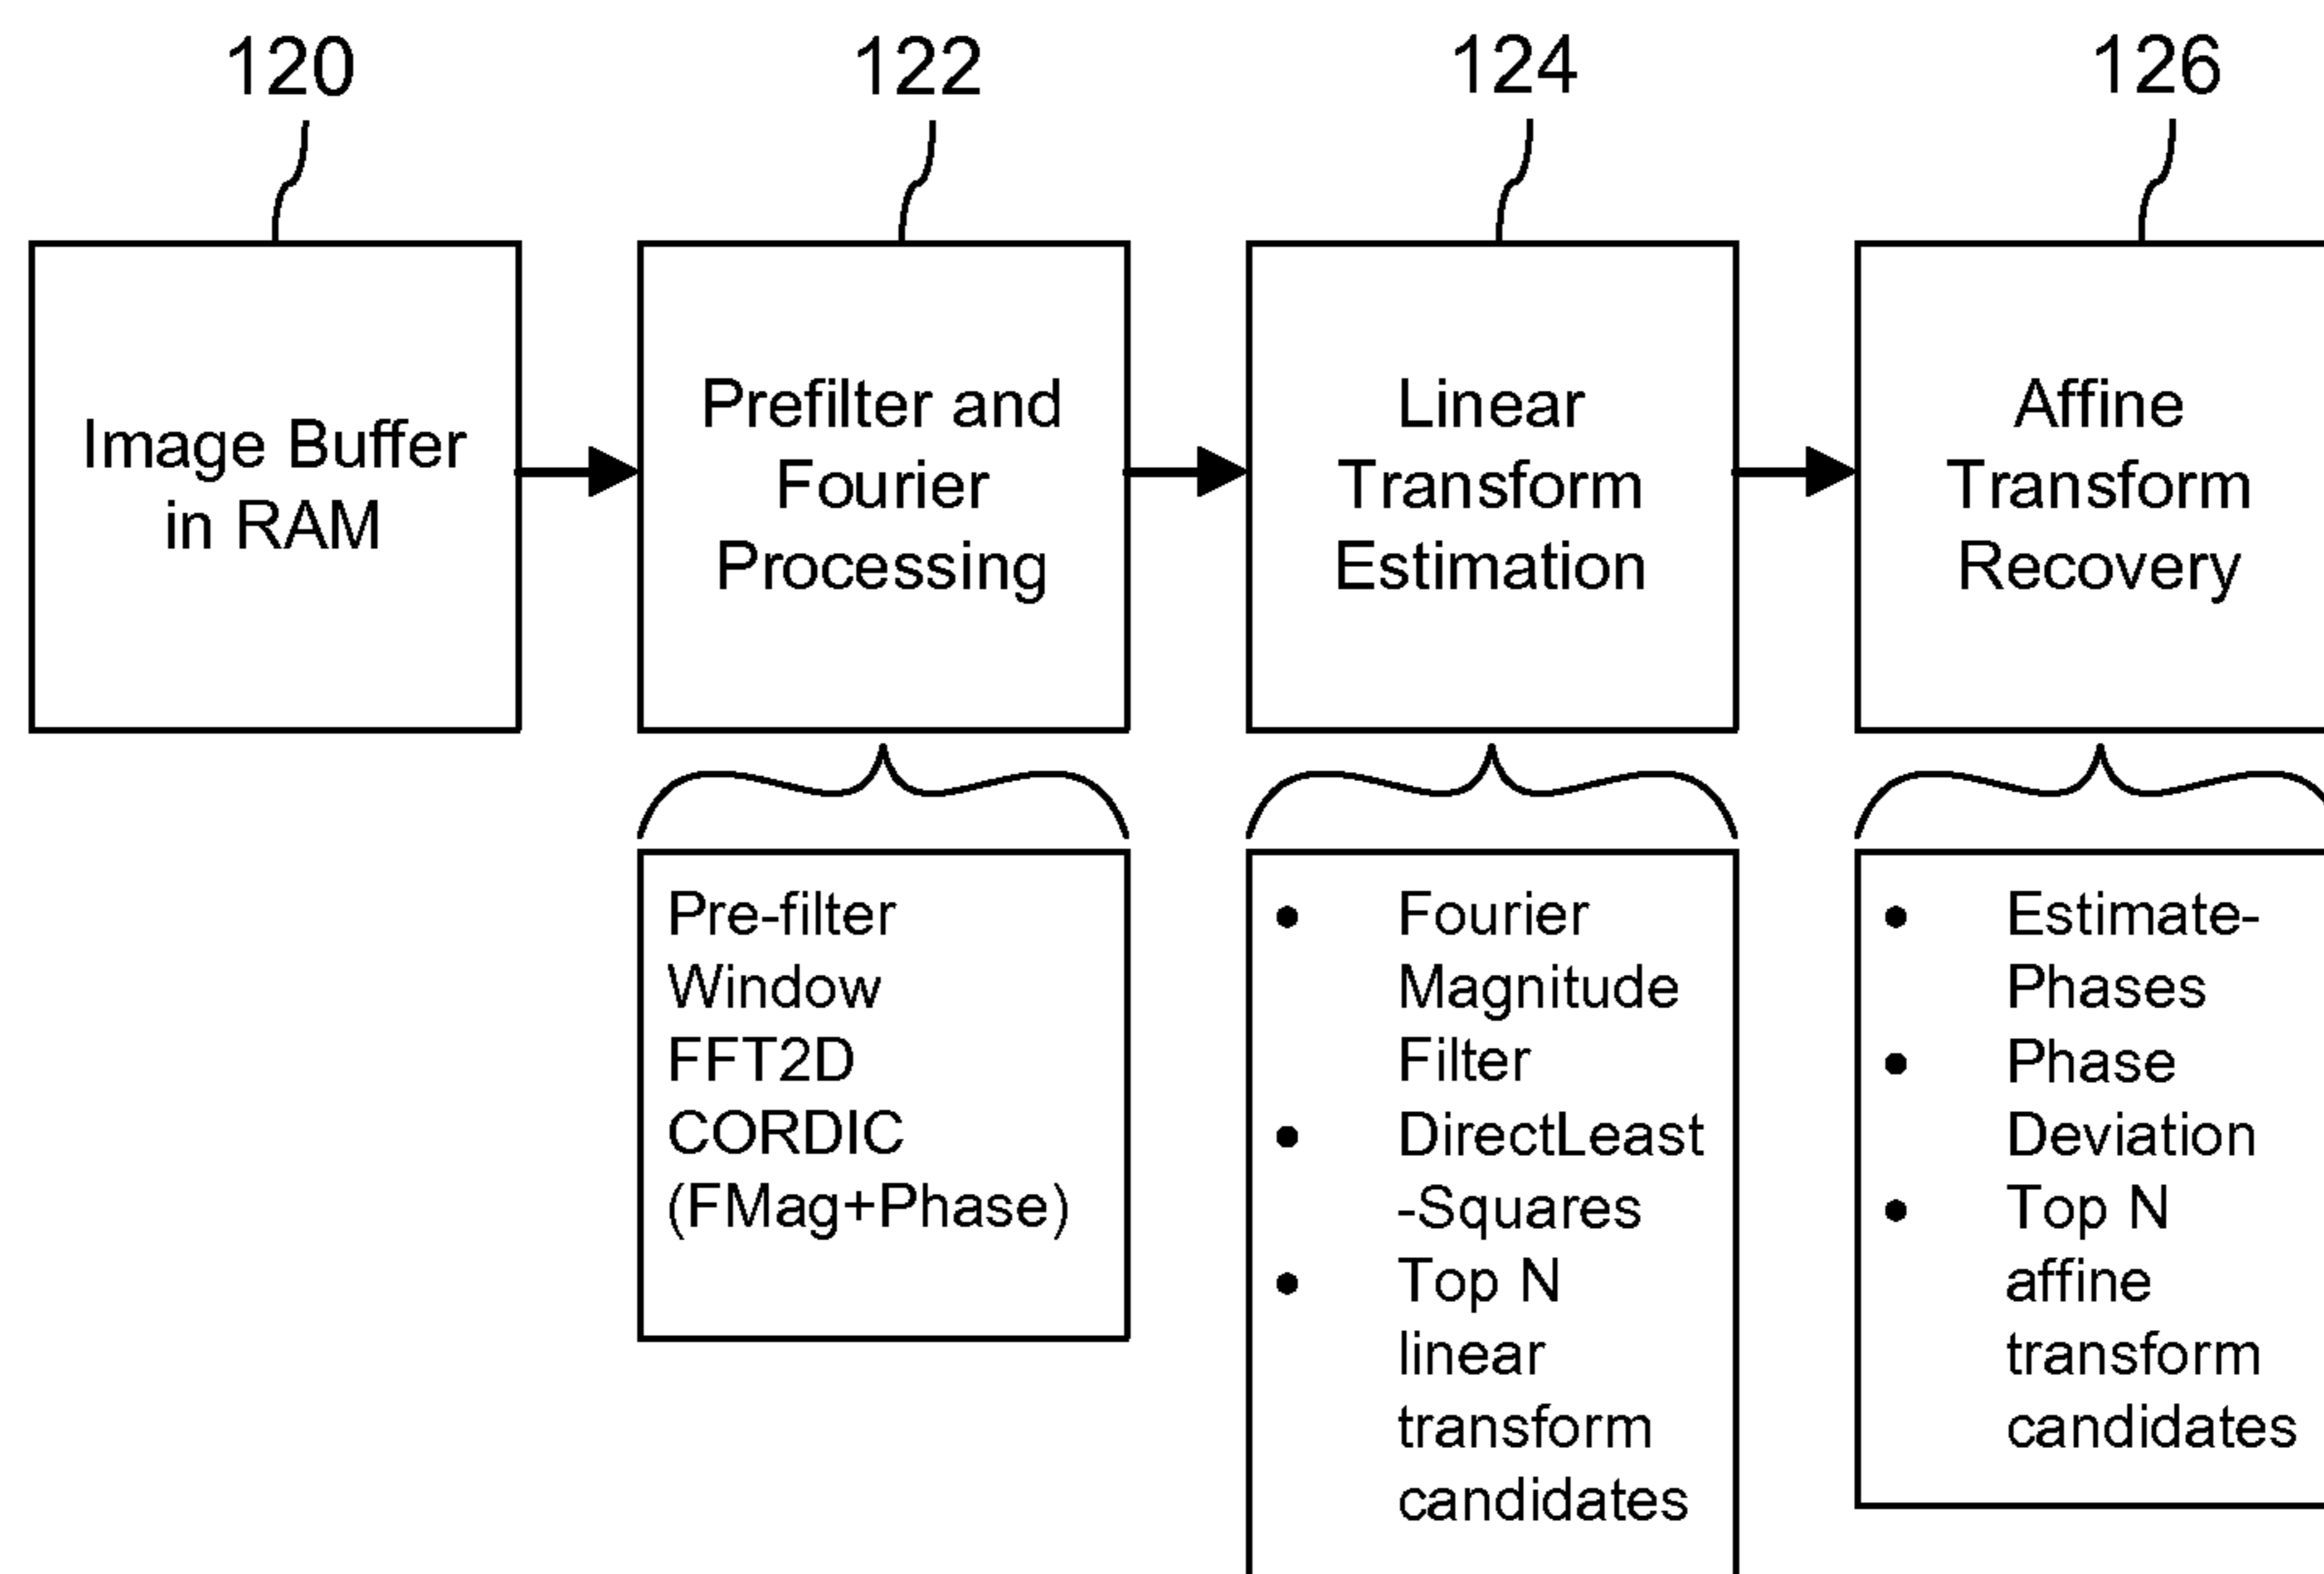 120
122
124
126
Image Buffer
in RAM
Prefilter and
Fourier
Processing
Linear
Transform
Estimation
Affine
Transform
Recovery
Pre-filter
Window
FFT2D
CORDIC
(FMag+Phase)
• Fourier
Magnitude
Filter
• DirectLeast
-Squares
• Top N
linear
transform
candidates
• Estimate-
Phases
• Phase
Deviation
• Top N
affine
transform
candidates